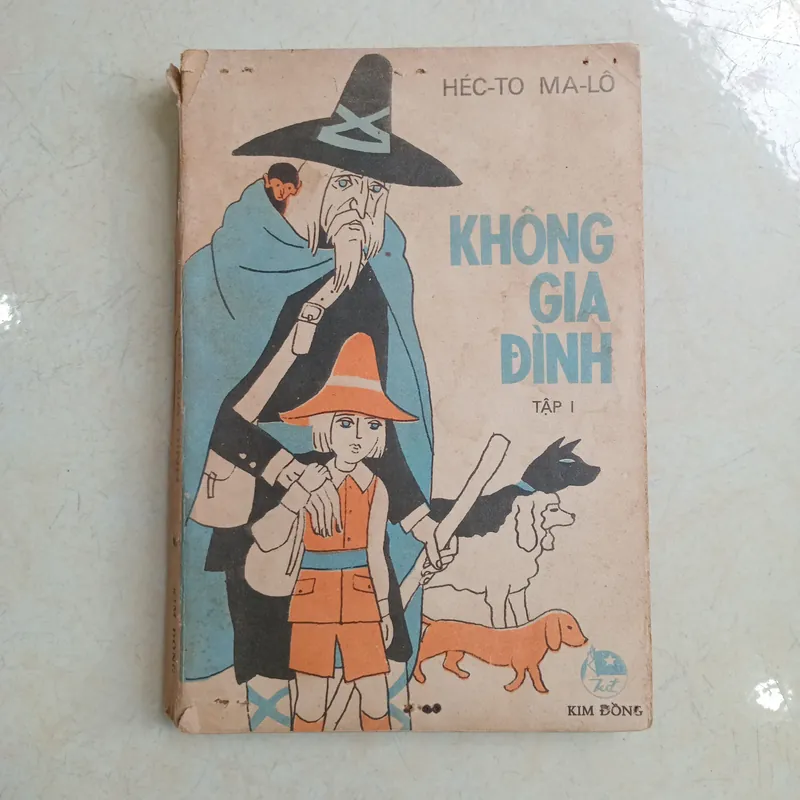 HÉC-TO MA-LÔ
KHÔNG
GIA
ĐÌNH
TẬP I
KIM ĐỒNG